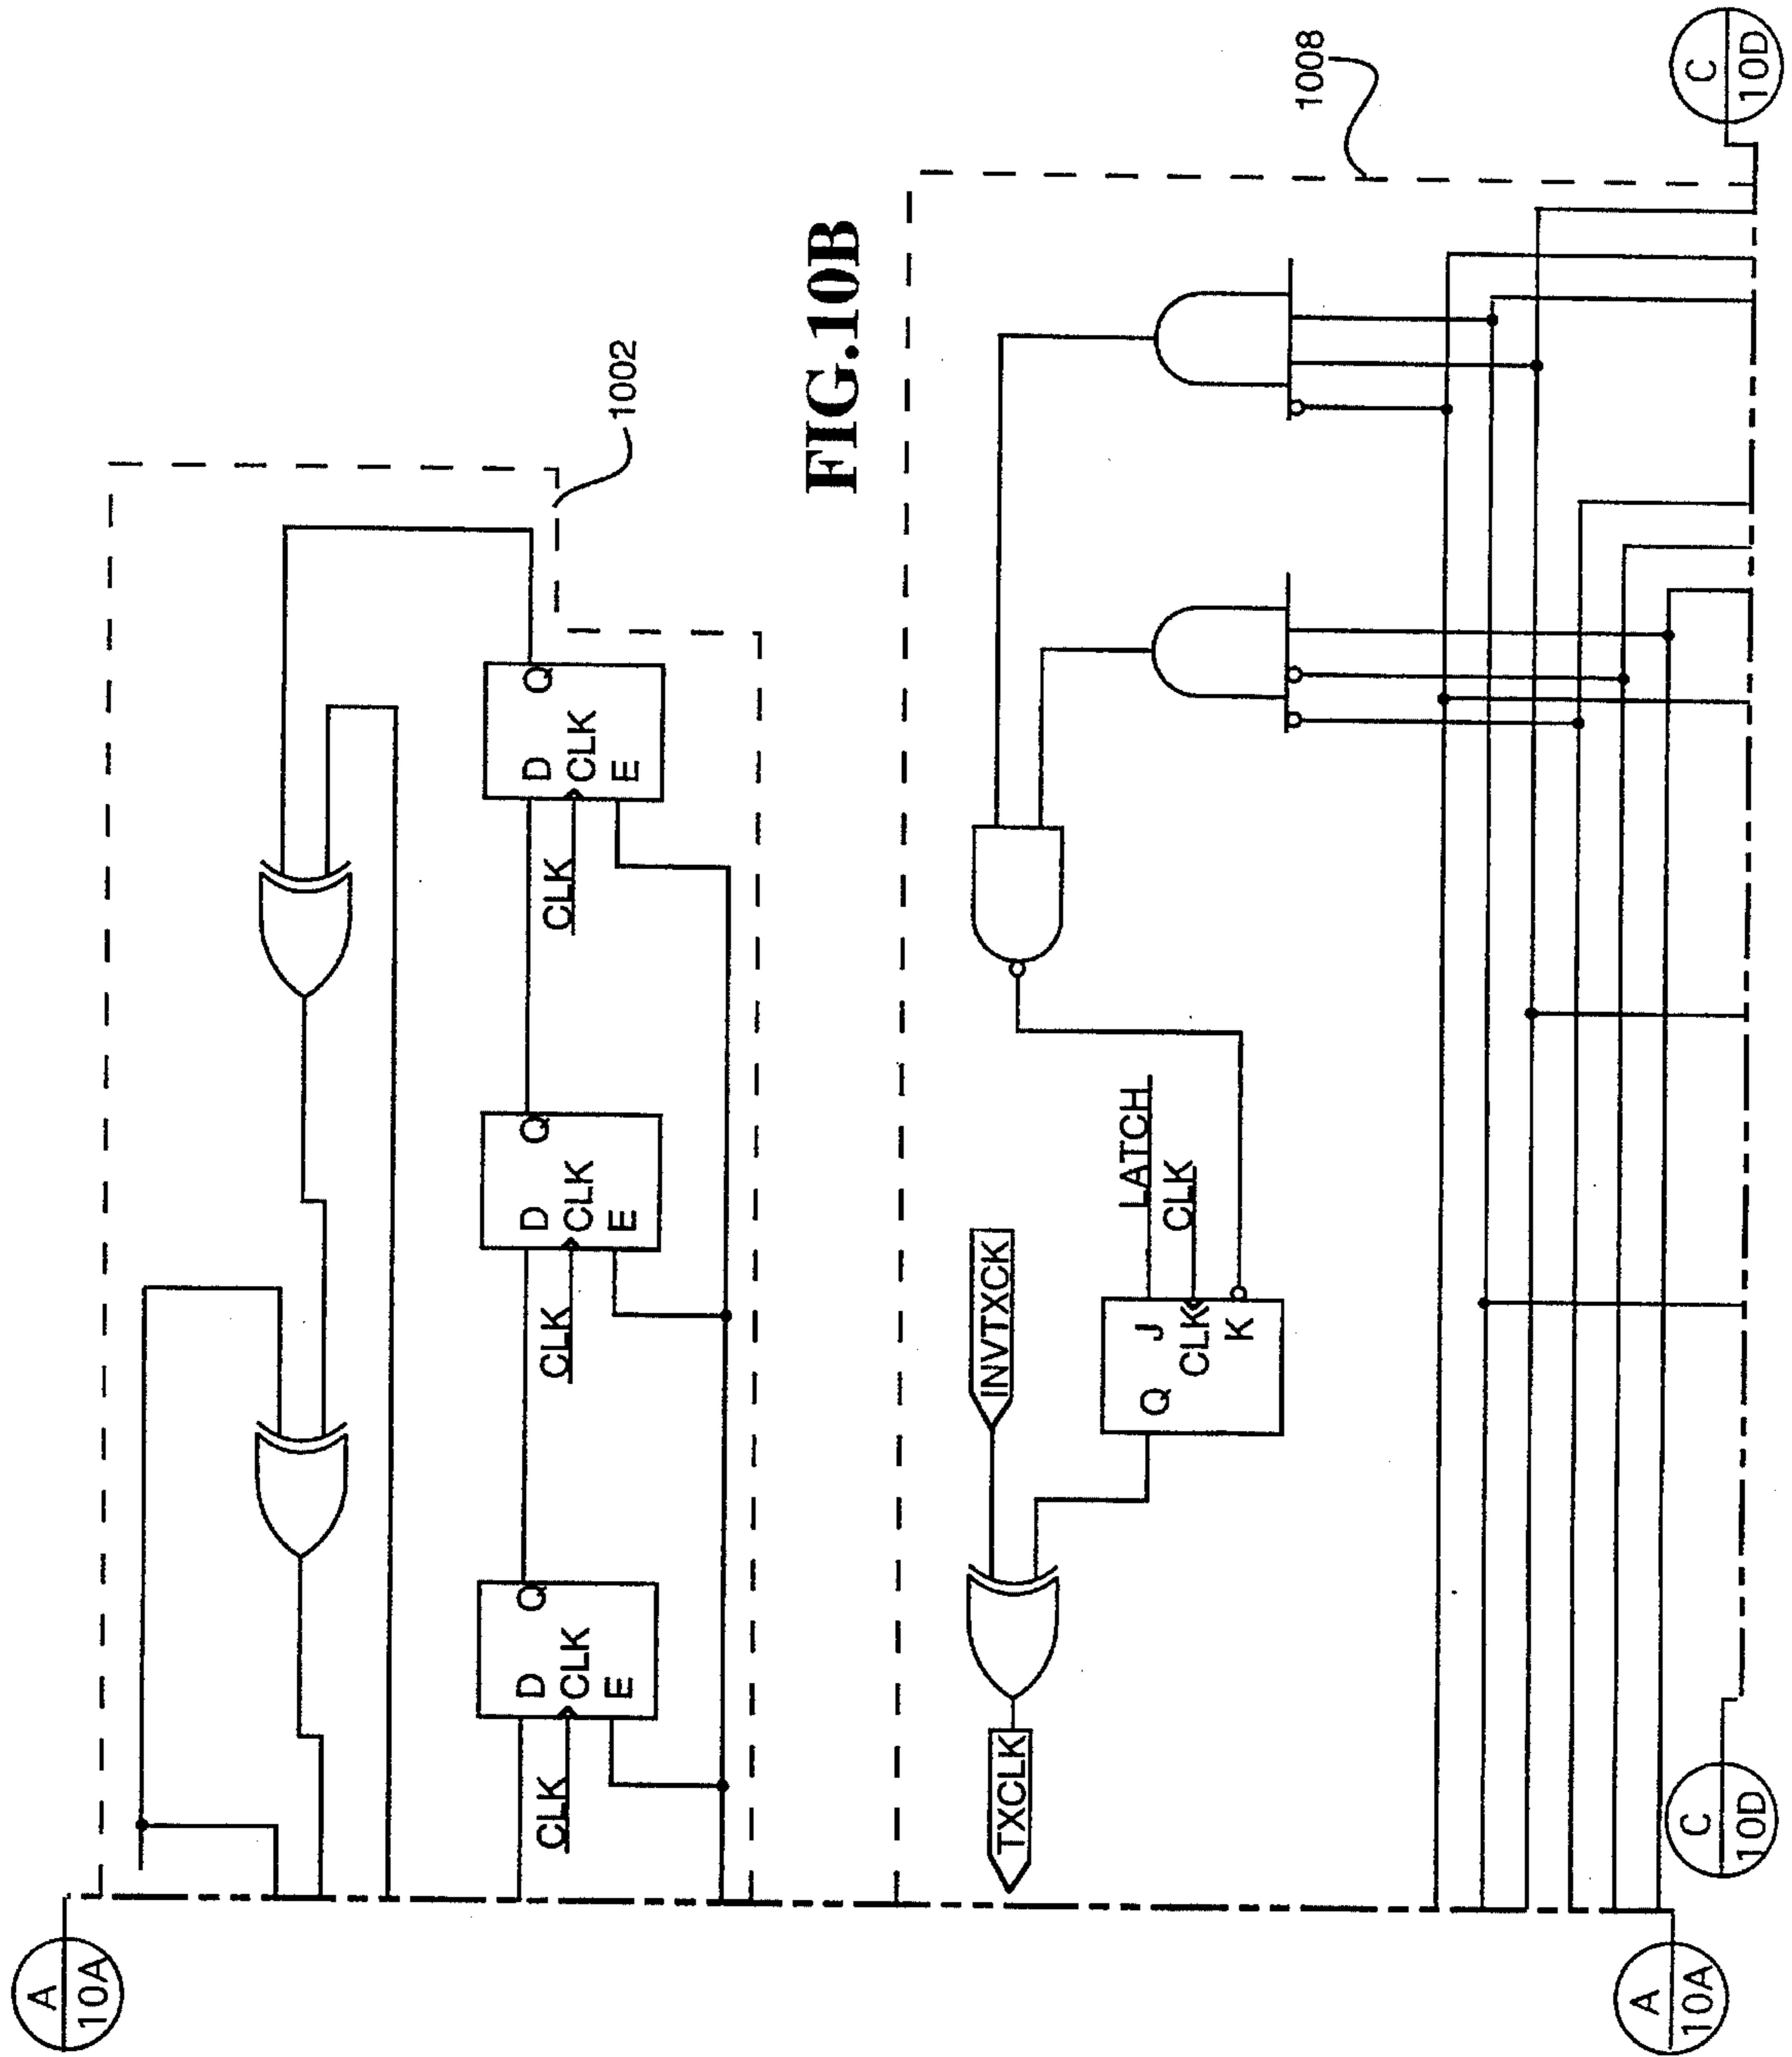 A
10A
1002
Q
D
CLK
E
CLK
Q
D
CLK
E
CLK
Q
D
CLK
E
CLK
FIG.10B
1008
C
10D
LATCH
CLK
INVTXCK
J
CLK
K
Q
TXCLK
A
10A
C
10D